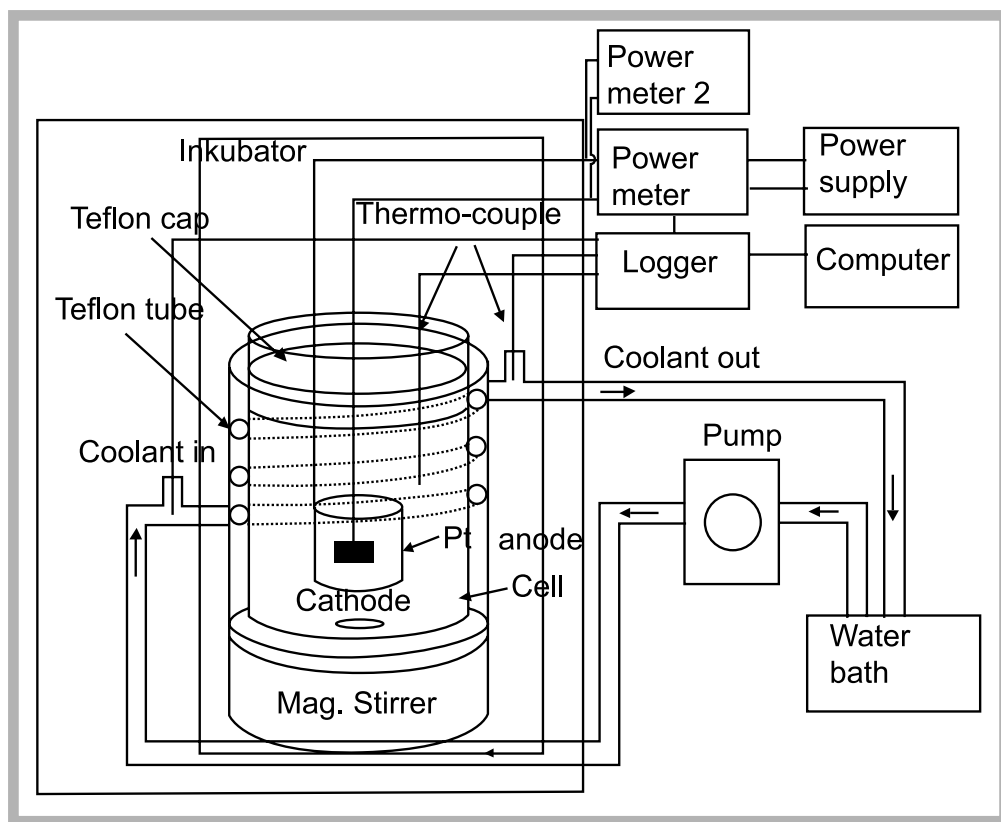 Power
meter 2
Inkubator
Power
meter
Power
supply
Teflon cap
Thermo-couple
Logger
Computer
Teflon tube
Coolant out
Coolant in
Pump
Pt anode
Cell
Cathode
Water
bath
Mag. Stirrer